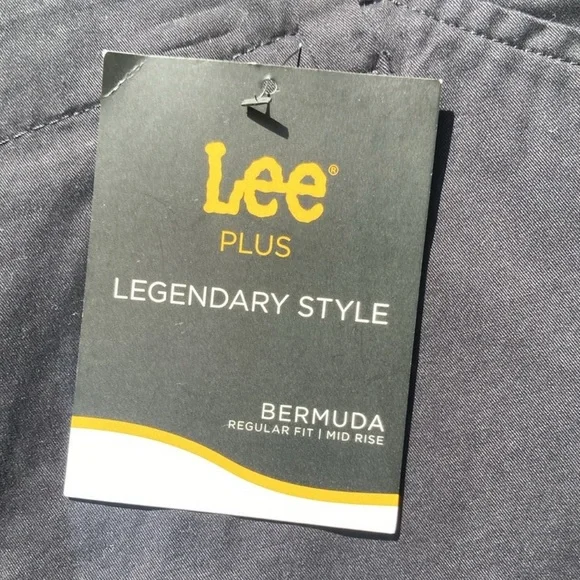 Lee®
PLUS
LEGENDARY STYLE
BERMUDA
REGULAR FIT | MID RISE